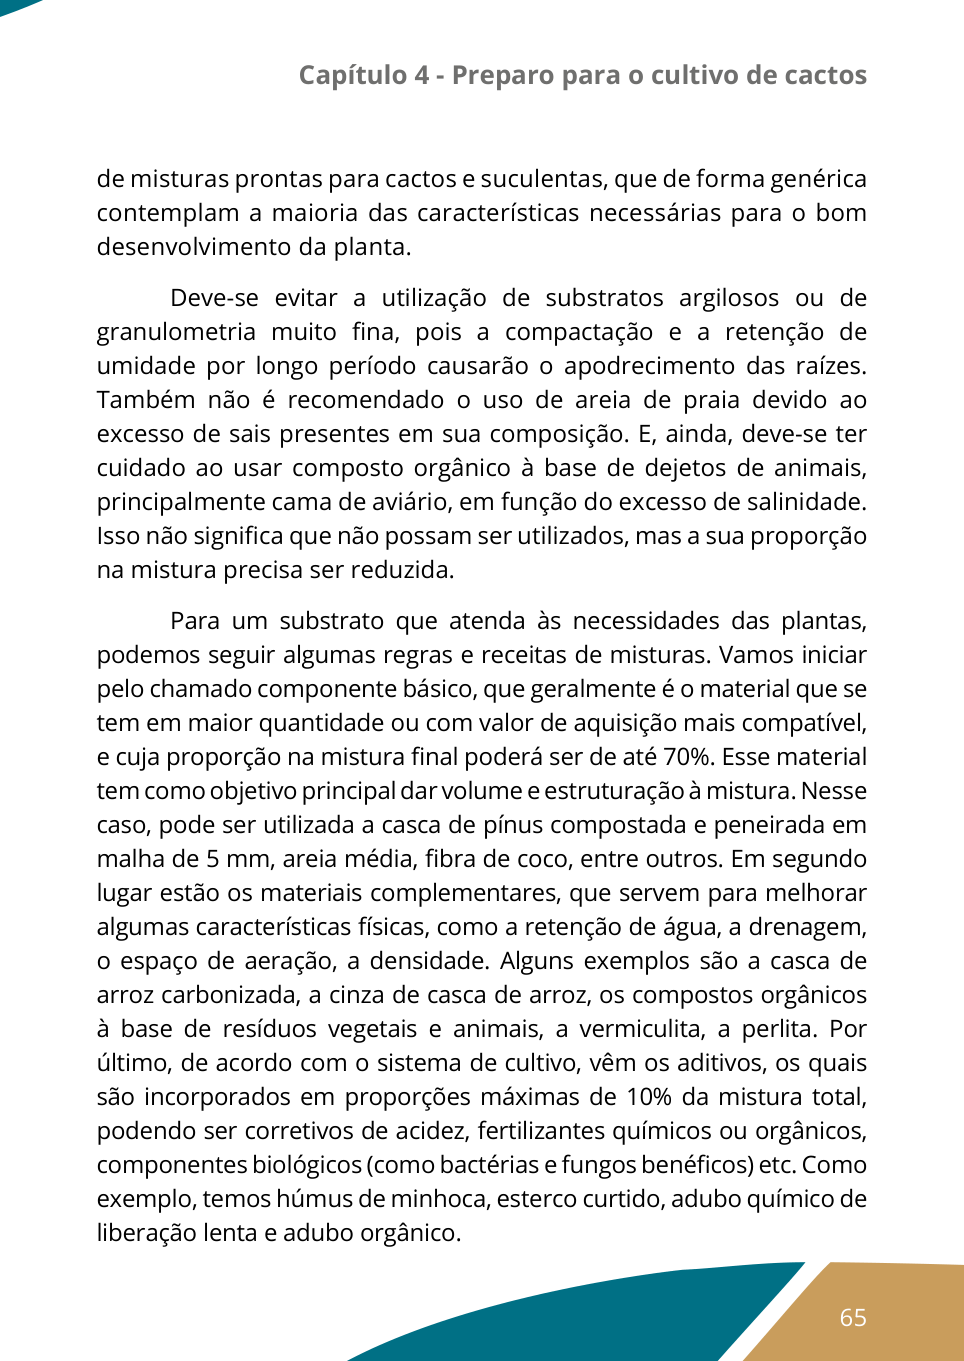 Capítulo 4 - Preparo para o cultivo de cactos
de misturas prontas para cactos e suculentas, que de forma genérica
contemplam a maioria das características necessárias para o bom
desenvolvimento da planta.
Deve-se evitar a utilização de substratos argilosos ou de
granulometria muito fina, pois a compactação e a retenção de
umidade por longo período causarão o apodrecimento das raízes.
Também não é recomendado o uso de areia de praia devido ao
excesso de sais presentes em sua composição. E, ainda, deve-se ter
cuidado ao usar composto orgânico à base de dejetos de animais,
principalmente cama de aviário, em função do excesso de salinidade.
Isso não significa que não possam ser utilizados, mas a sua proporção
na mistura precisa ser reduzida.
Para um substrato que atenda às necessidades das plantas,
podemos seguir algumas regras e receitas de misturas. Vamos iniciar
pelo chamado componente básico, que geralmente é o material que se
tem em maior quantidade ou com valor de aquisição mais compatível,
e cuja proporção na mistura final poderá ser de até 70%. Esse material
tem como objetivo principal dar volume e estruturação à mistura. Nesse
caso, pode ser utilizada a casca de pínus compostada e peneirada em
malha de 5 mm, areia média, fibra de coco, entre outros. Em segundo
lugar estão os materiais complementares, que servem para melhorar
algumas características físicas, como a retenção de água, a drenagem,
o espaço de aeração, a densidade. Alguns exemplos são a casca de
arroz carbonizada, a cinza de casca de arroz, os compostos orgânicos
à base de resíduos vegetais e animais, a vermiculita, a perlita. Por
último, de acordo com o sistema de cultivo, vêm os aditivos, os quais
são incorporados em proporções máximas de 10% da mistura total,
podendo ser corretivos de acidez, fertilizantes químicos ou orgânicos,
componentes biológicos (como bactérias e fungos benéficos) etc. Como
exemplo, temos húmus de minhoca, esterco curtido, adubo químico de
liberação lenta e adubo orgânico.
65